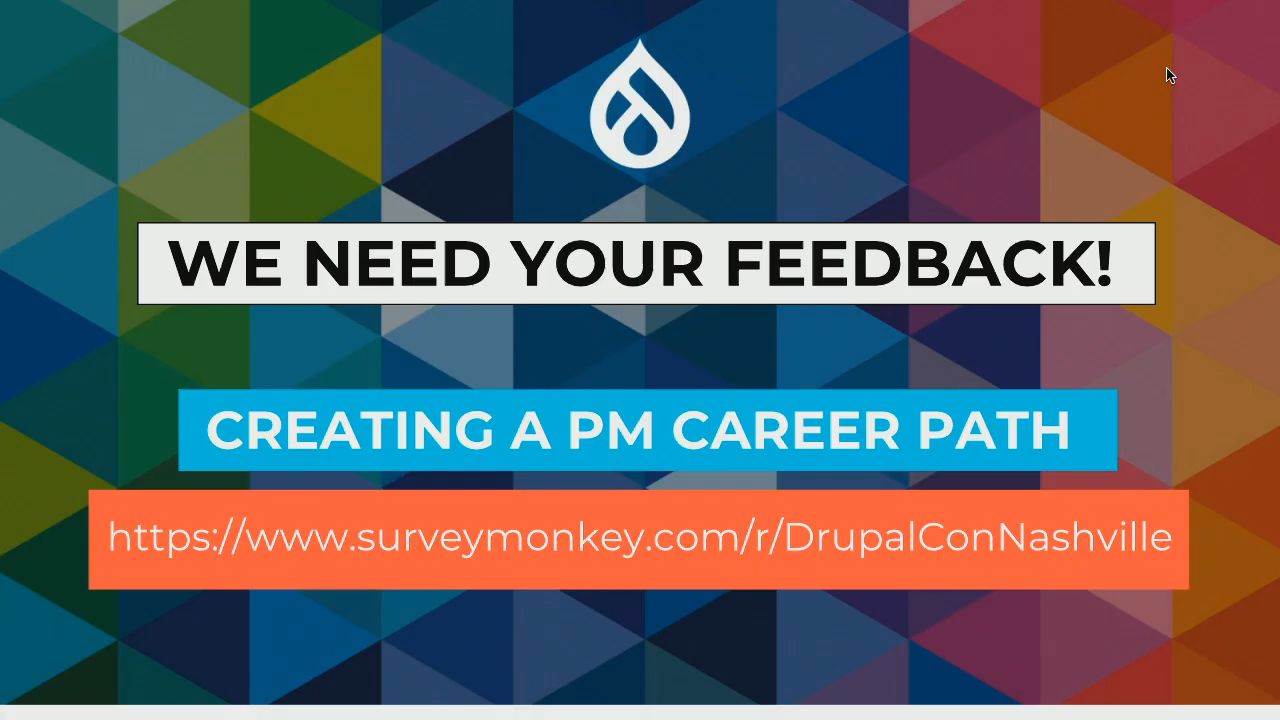 WE NEED YOUR FEEDBACK!
CREATING A PM CAREER PATH
https://www.surveymonkey.com/r/DrupalConNashville